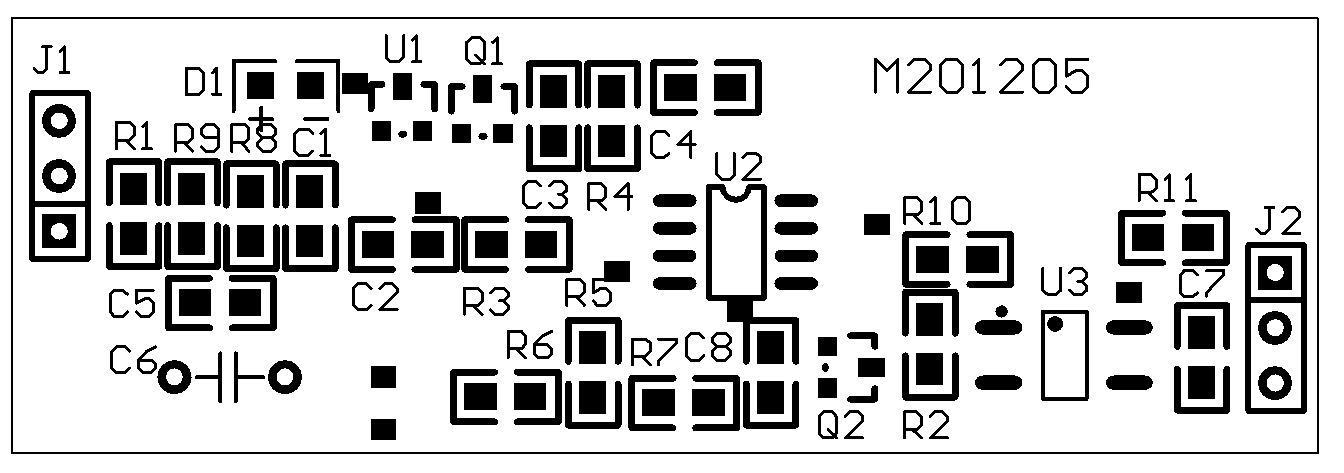 J1
D1
U1
Q1
M201205
+ −
R1 R9 R8 C1
C4
U2
C3 R4
R10
R11
J2
C5
C2
R3
R5
U3
C7
C6
R6
R7
C8
Q2
R2